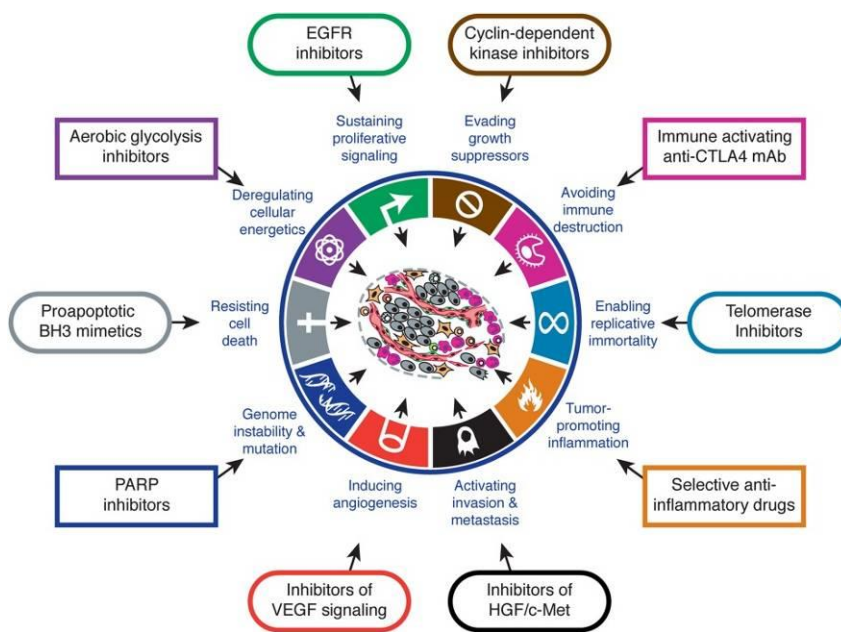 EGFR
inhibitors
Cyclin-dependent
kinase inhibitors
Aerobic glycolysis
inhibitors
Sustaining
proliferative
signaling
Evading
growth
suppressors
Immune activating
anti-CTLA4 mAb
Deregulating
cellular
energetics
Avoiding
immune
destruction
Proapoptotic
BH3 mimetics
Resisting
cell
death
Enabling
replicative
immortality
Telomerase
Inhibitors
Genome
instability &
mutation
Tumor-
promoting
inflammation
PARP
inhibitors
Inducing
angiogenesis
Activating
invasion &
metastasis
Selective anti-
inflammatory drugs
Inhibitors of
VEGF signaling
Inhibitors of
HGF/c-Met